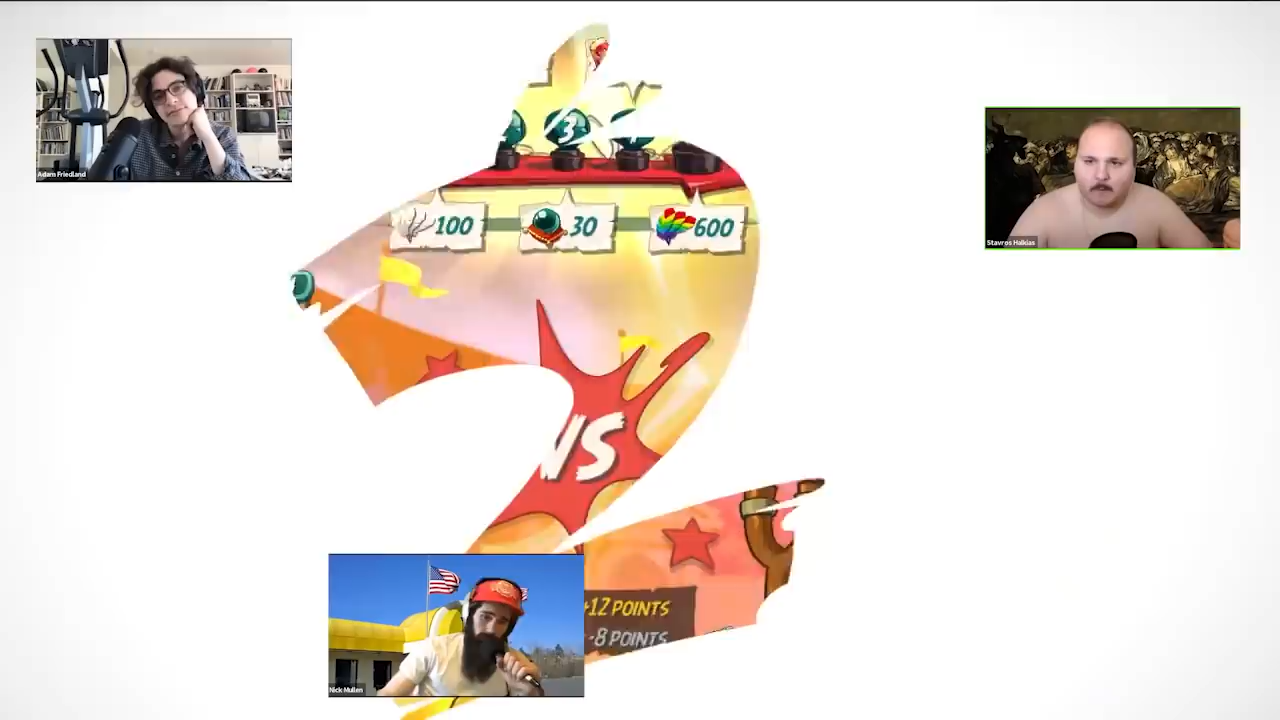 Adam Friedland
3
100
30
600
Stavros Halkias
VS
+12 POINTS
-8 POINTS
Nick Mullen